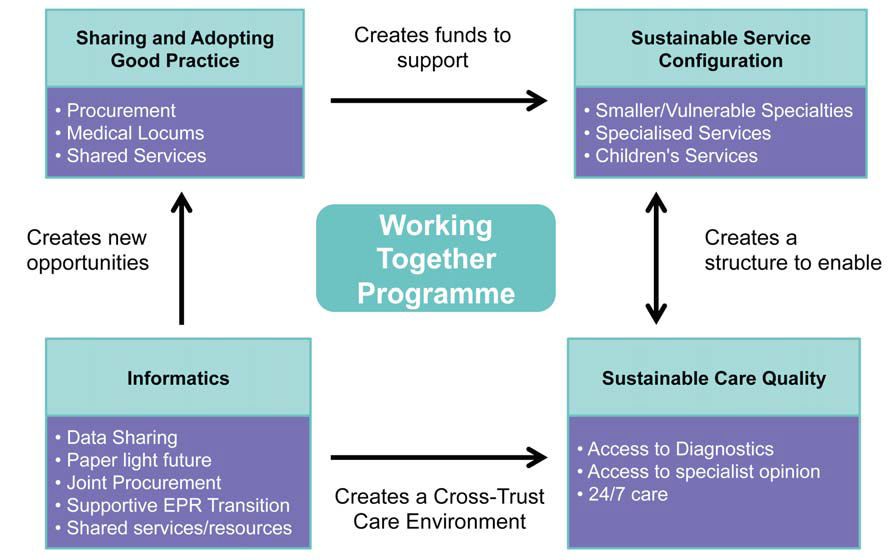 Sharing and Adopting
Good Practice
• Procurement
• Medical Locums
• Shared Services
Creates funds to
support
Sustainable Service
Configuration
• Smaller/Vulnerable Specialties
• Specialised Services
• Children's Services
Creates new
opportunities
Working
Together
Programme
Creates a
structure to enable
Informatics
• Data Sharing
• Paper light future
• Joint Procurement
• Supportive EPR Transition
• Shared services/resources
Creates a Cross-Trust
Care Environment
Sustainable Care Quality
• Access to Diagnostics
• Access to specialist opinion
• 24/7 care